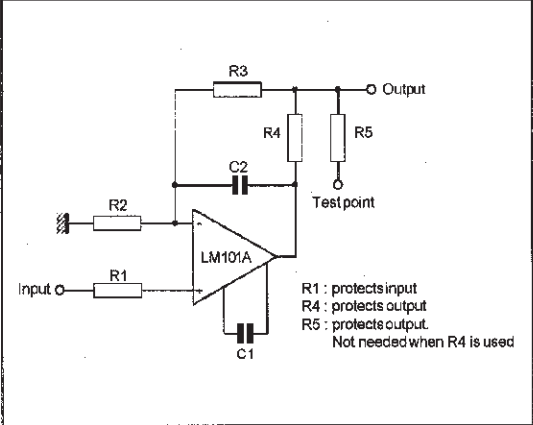 R3
Output
R4
R5
C2
Test point
R2
-
LM101A
Input
R1
+
C1
R1 : protects input
R4 : protects output
R5 : protects output.
Not needed when R4 is used